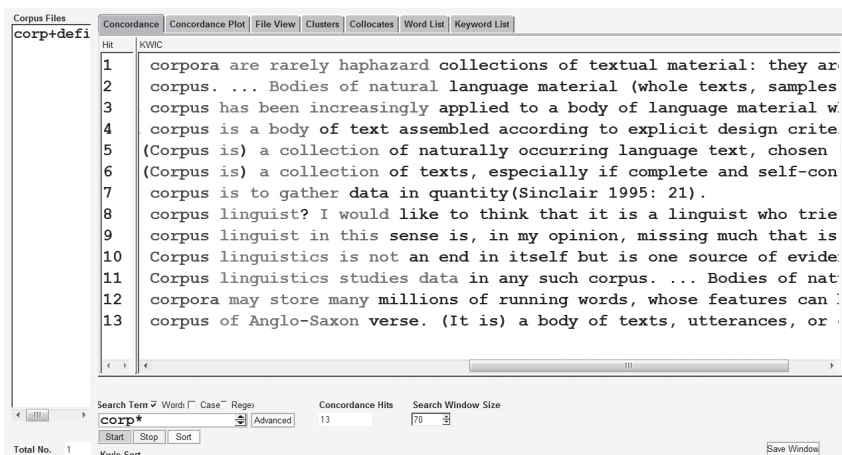 Corpus Files
corp+defi
Concordance Concordance Plot File View Clusters Collocates Word List Keyword List
Hit KWIC
1 corpora are rarely haphazard collections of textual material: they are
2 corpus. ... Bodies of natural language material (whole texts, samples
3 corpus has been increasingly applied to a body of language material w
4 corpus is a body of text assembled according to explicit design crite
5 (Corpus is) a collection of naturally occurring language text, chosen
6 (Corpus is) a collection of texts, especially if complete and self-con
7 corpus is to gather data in quantity(Sinclair 1995: 21).
8 corpus linguist? I would like to think that it is a linguist who trie
9 corpus linguist in this sense is, in my opinion, missing much that is
10 Corpus linguistics is not an end in itself but is one source of evide
11 Corpus linguistics studies data in any such corpus. ... Bodies of nat
12 corpora may store many millions of running words, whose features can
13 corpus of Anglo-Saxon verse. (It is) a body of texts, utterances, or
Search Term Words Case Regex Concordance Hits Search Window Size
corp* Advanced 13 70
Start Stop Sort
Total No. 1 Kwic Sort Save Window